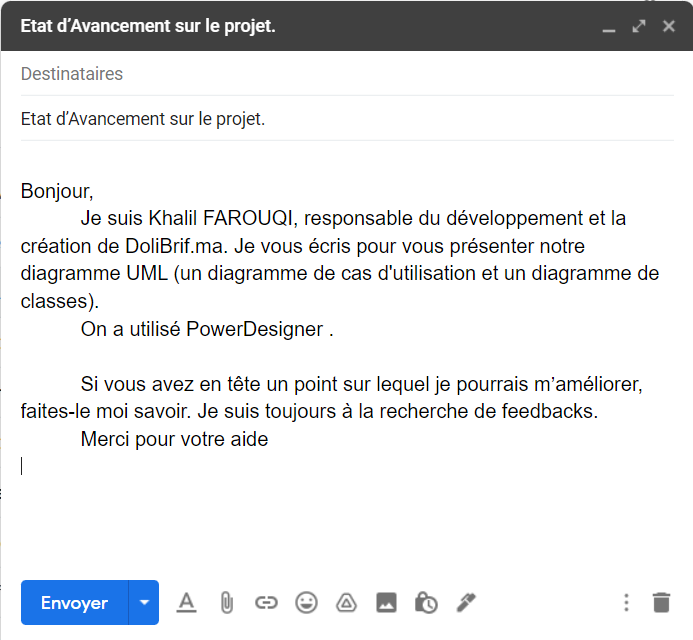 Etat d’Avancement sur le projet.
Destinataires
Etat d’Avancement sur le projet.
Bonjour,
Je suis Khalil FAROUQI, responsable du développement et la
création de DoliBrif.ma. Je vous écris pour vous présenter notre
diagramme UML (un diagramme de cas d'utilisation et un diagramme de
classes).
On a utilisé PowerDesigner .
Si vous avez en tête un point sur lequel je pourrais m’améliorer,
faites-le moi savoir. Je suis toujours à la recherche de feedbacks.
Merci pour votre aide
Envoyer